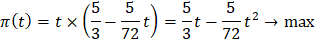 π(t) = t × (5/3 − 5/72 t) = 5/3 t − 5/72 t² → max